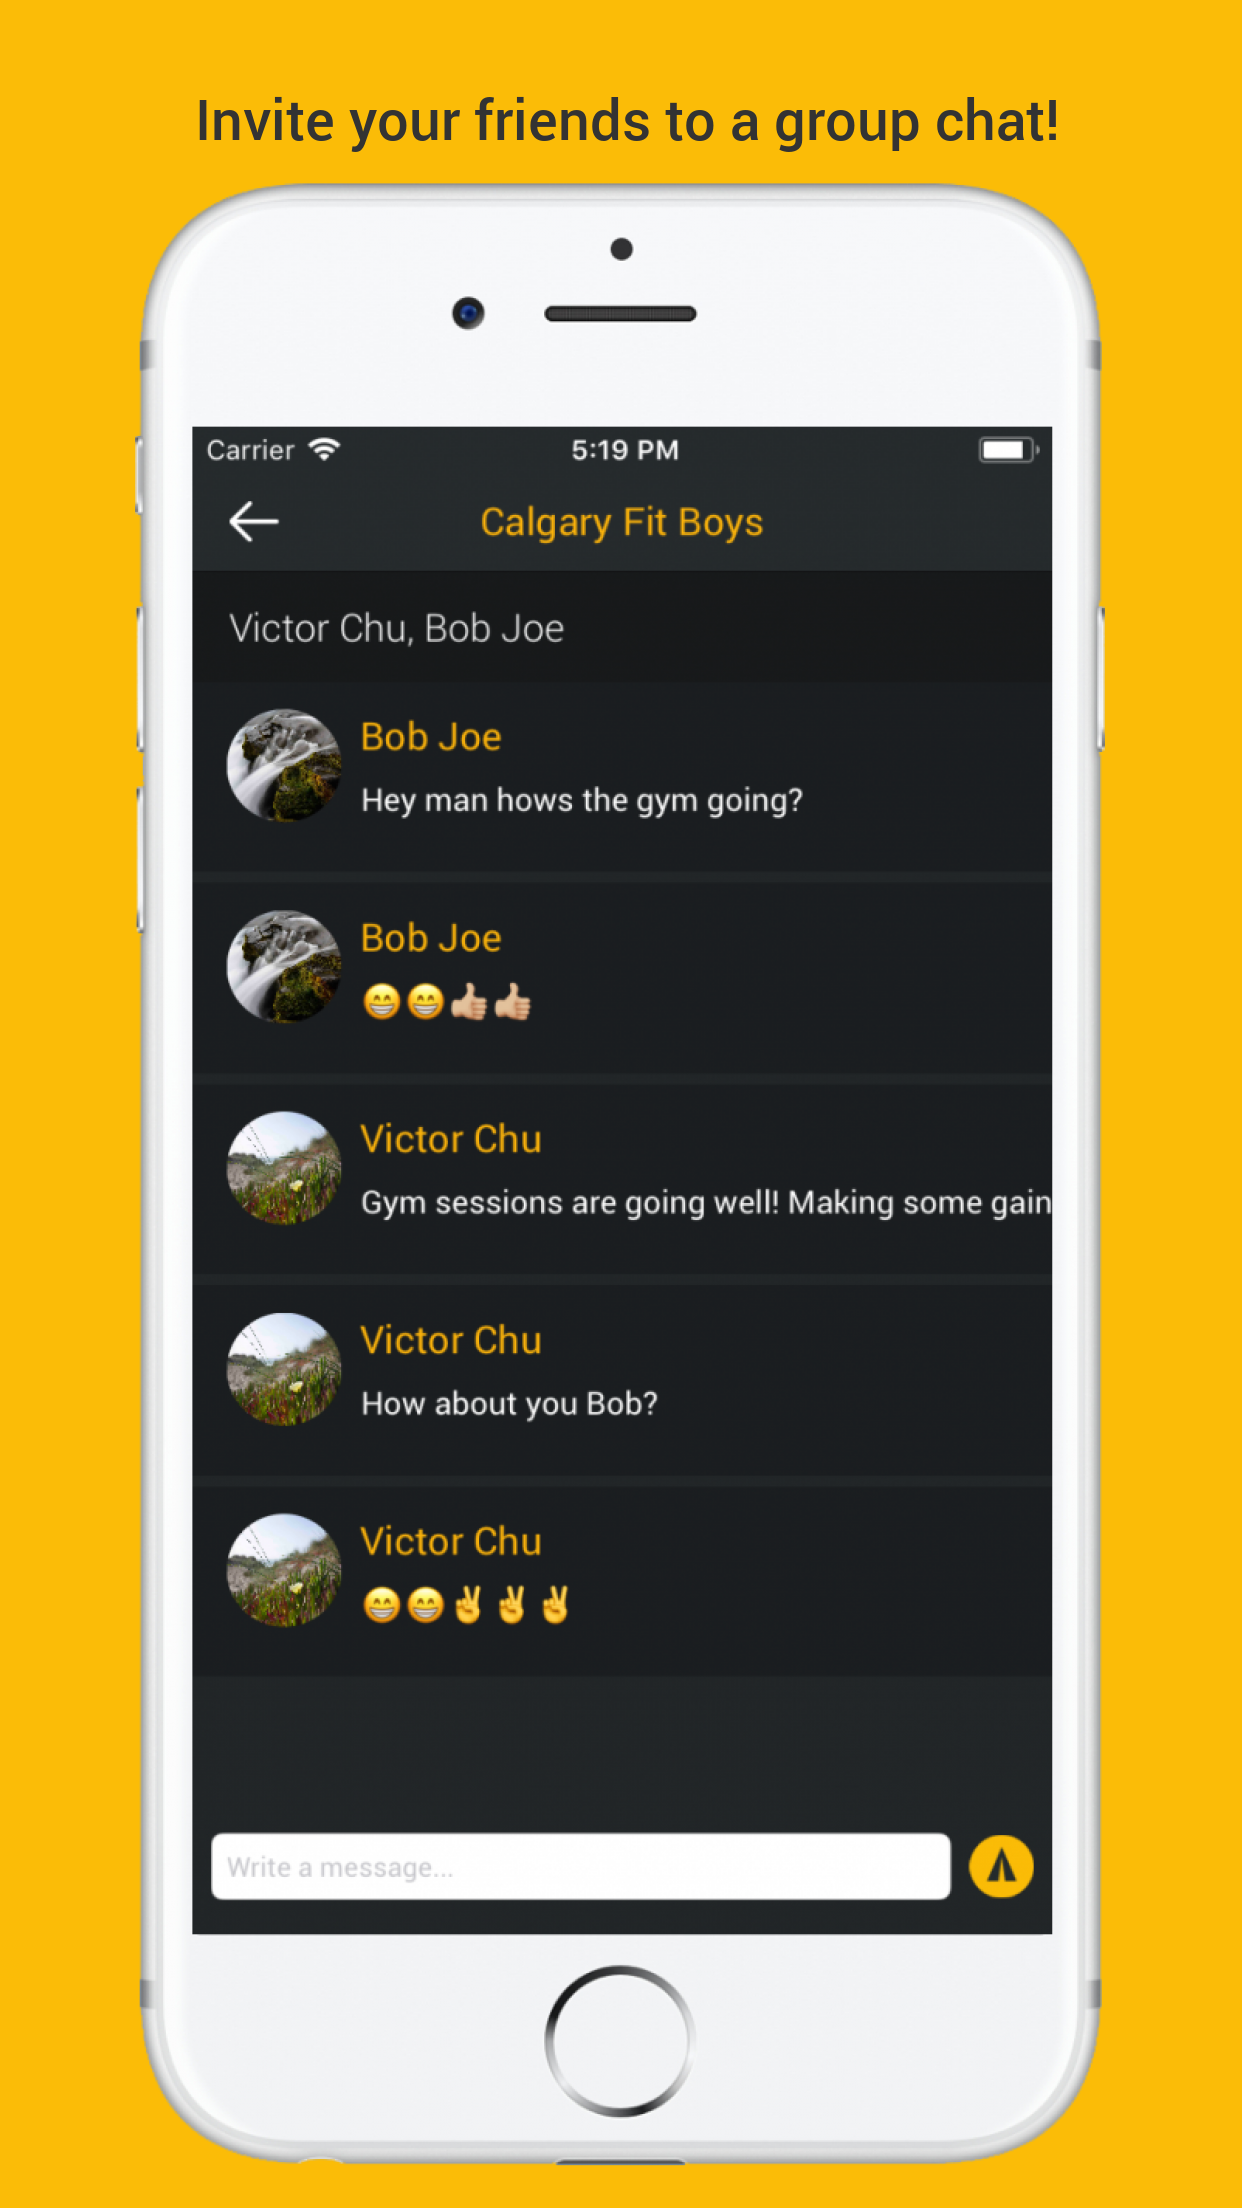 Invite your friends to a group chat!
Carrier 5:19 PM
Calgary Fit Boys
Victor Chu, Bob Joe
Bob Joe
Hey man hows the gym going?
Bob Joe
😁😁👍🏼👍🏼
Victor Chu
Gym sessions are going well! Making some gain
Victor Chu
How about you Bob?
Victor Chu
😁😁✌️✌️✌️
Write a message...